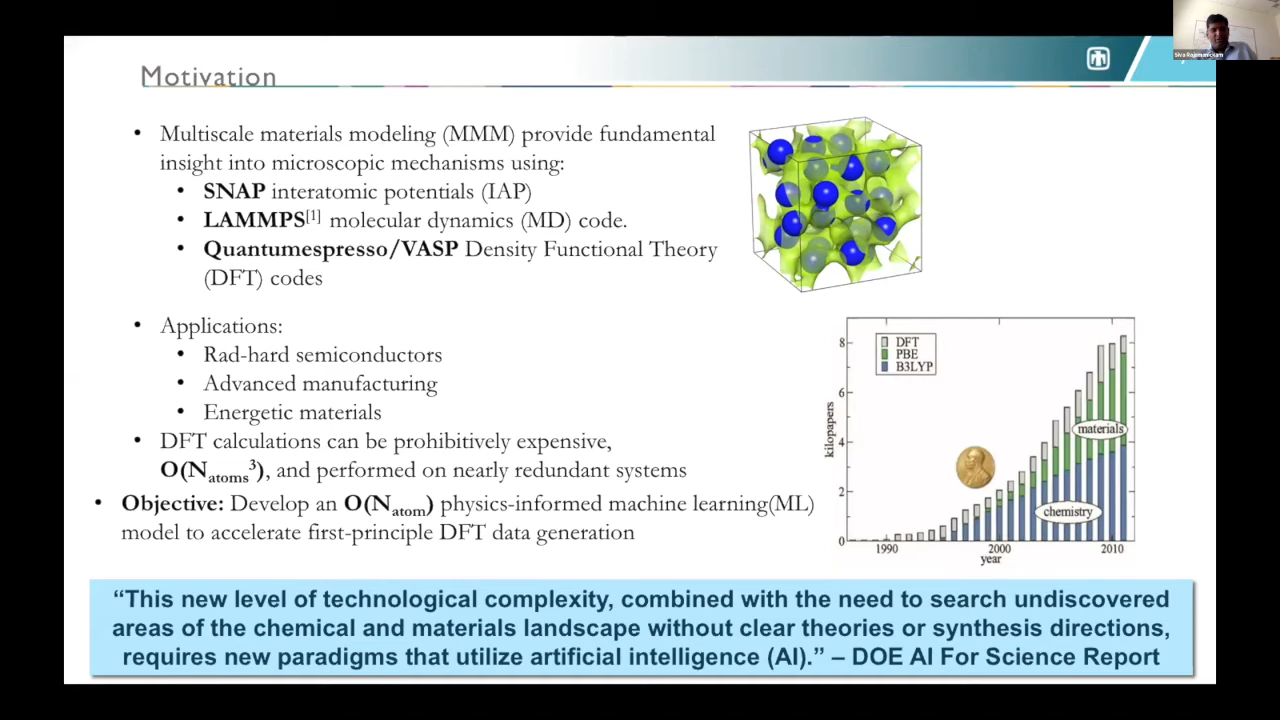 Siva Rajamanickam
Motivation
• Multiscale materials modeling (MMM) provide fundamental
insight into microscopic mechanisms using:
• SNAP interatomic potentials (IAP)
• LAMMPS[1] molecular dynamics (MD) code.
• Quantumespresso/VASP Density Functional Theory
(DFT) codes
• Applications:
• Rad-hard semiconductors
• Advanced manufacturing
• Energetic materials
• DFT calculations can be prohibitively expensive,
O(Natoms3), and performed on nearly redundant systems
• Objective: Develop an O(Natom) physics-informed machine learning(ML)
model to accelerate first-principle DFT data generation
DFT
PBE
B3LYP
8
6
4
2
0
kilopapers
materials
chemistry
1990 2000 2010
year
“This new level of technological complexity, combined with the need to search undiscovered
areas of the chemical and materials landscape without clear theories or synthesis directions,
requires new paradigms that utilize artificial intelligence (AI).” – DOE AI For Science Report